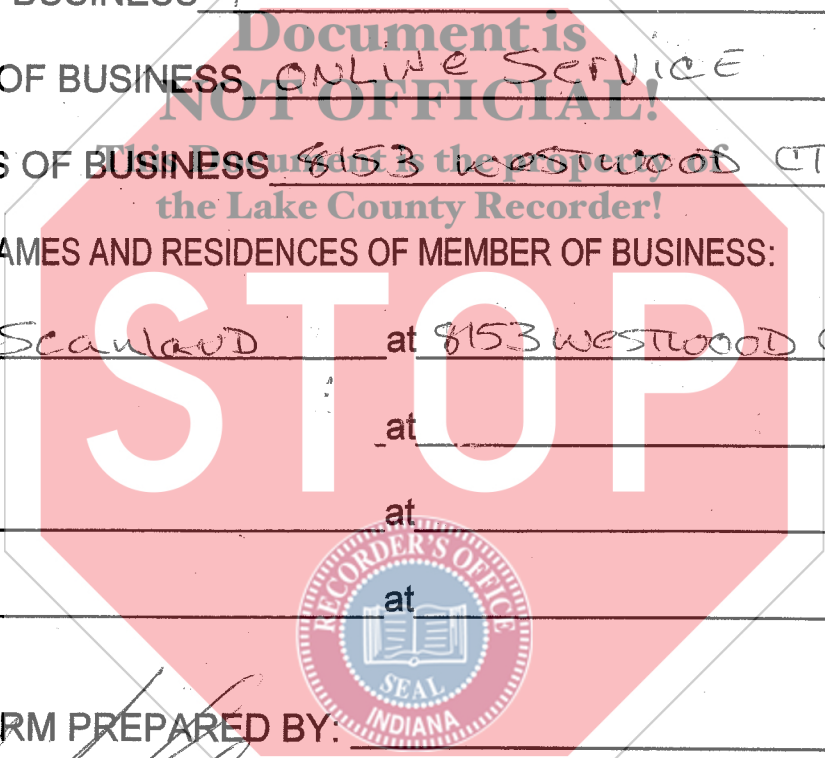 BUSINESS
Document is
OF BUSINESS ONLINE SERVICE
NOT OFFICIAL!
S OF BUSINESS 8153 WESTWOOD CT
This Document is the property of
the Lake County Recorder!
AMES AND RESIDENCES OF MEMBER OF BUSINESS:
STOP
Scanland at 8153 WESTWOOD C
at
at
at
RECORDER'S OFFICE
SEAL
INDIANA
RM PREPARED BY: